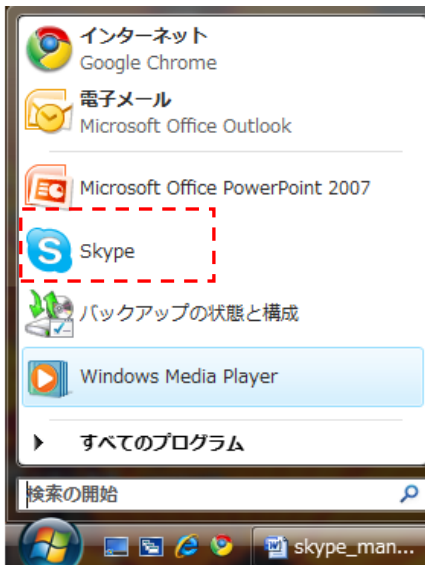 インターネット
Google Chrome
電子メール
Microsoft Office Outlook
Microsoft Office PowerPoint 2007
Skype
バックアップの状態と構成
Windows Media Player
すべてのプログラム
検索の開始
skype_man...